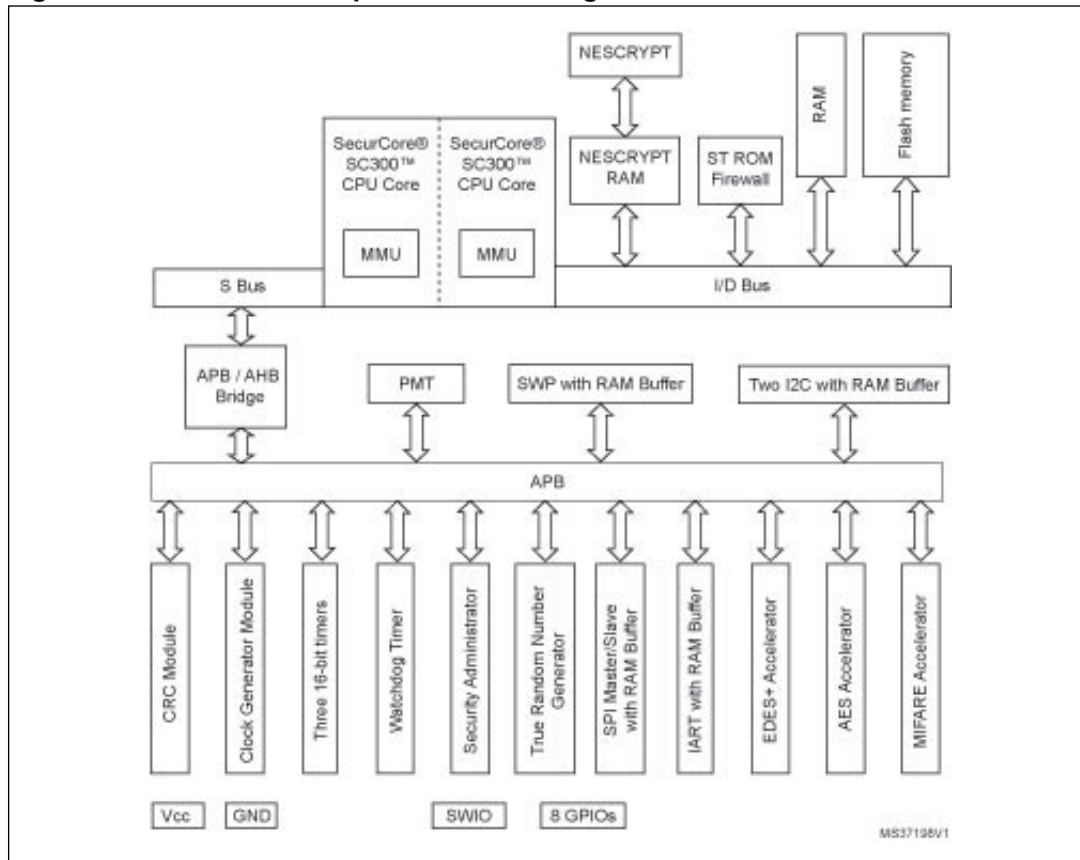 NESCRYPT
RAM
Flash memory
SecurCore®
SC300™
CPU Core
SecurCore®
SC300™
CPU Core
NESCRYPT
RAM
ST ROM
Firewall
MMU
MMU
S Bus
I/D Bus
APB / AHB
Bridge
PMT
SWP with RAM Buffer
Two I2C with RAM Buffer
APB
CRC Module
Clock Generator Module
Three 16-bit timers
Watchdog Timer
Security Administrator
True Random Number
Generator
SPI Master/Slave
with RAM Buffer
IART with RAM Buffer
EDES+ Accelerator
AES Accelerator
MIFARE Accelerator
Vcc
GND
SWIO
8 GPIOs
MS37198V1